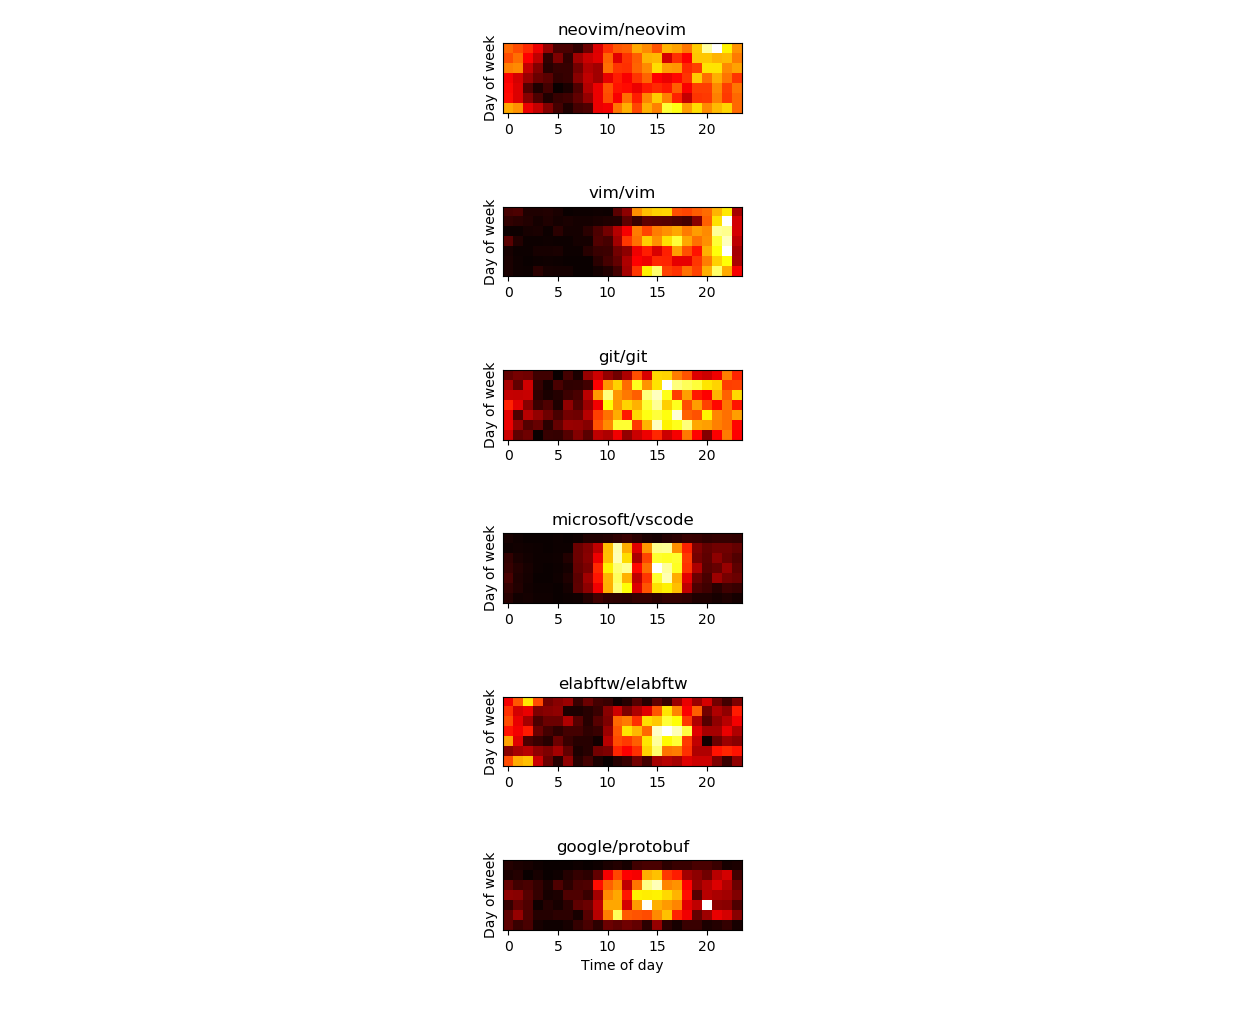 neovim/neovim
Day of week
0 5 10 15 20
vim/vim
Day of week
0 5 10 15 20
git/git
Day of week
0 5 10 15 20
microsoft/vscode
Day of week
0 5 10 15 20
elabftw/elabftw
Day of week
0 5 10 15 20
google/protobuf
Day of week
0 5 10 15 20
Time of day